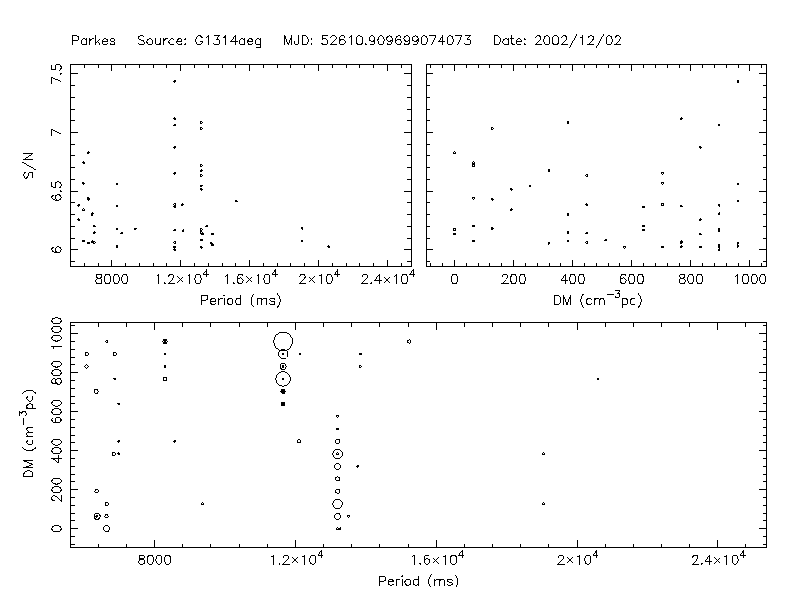 Parkes Source: G1314aeg MJD: 52610.909699074073 Date: 2002/12/02
7.5
7
6.5
6
S/N
8000 1.2×10⁴ 1.6×10⁴ 2×10⁴ 2.4×10⁴
Period (ms)
0 200 400 600 800 1000
DM (cm⁻³pc)
1000
800
600
400
200
0
DM (cm⁻³pc)
8000 1.2×10⁴ 1.6×10⁴ 2×10⁴ 2.4×10⁴
Period (ms)